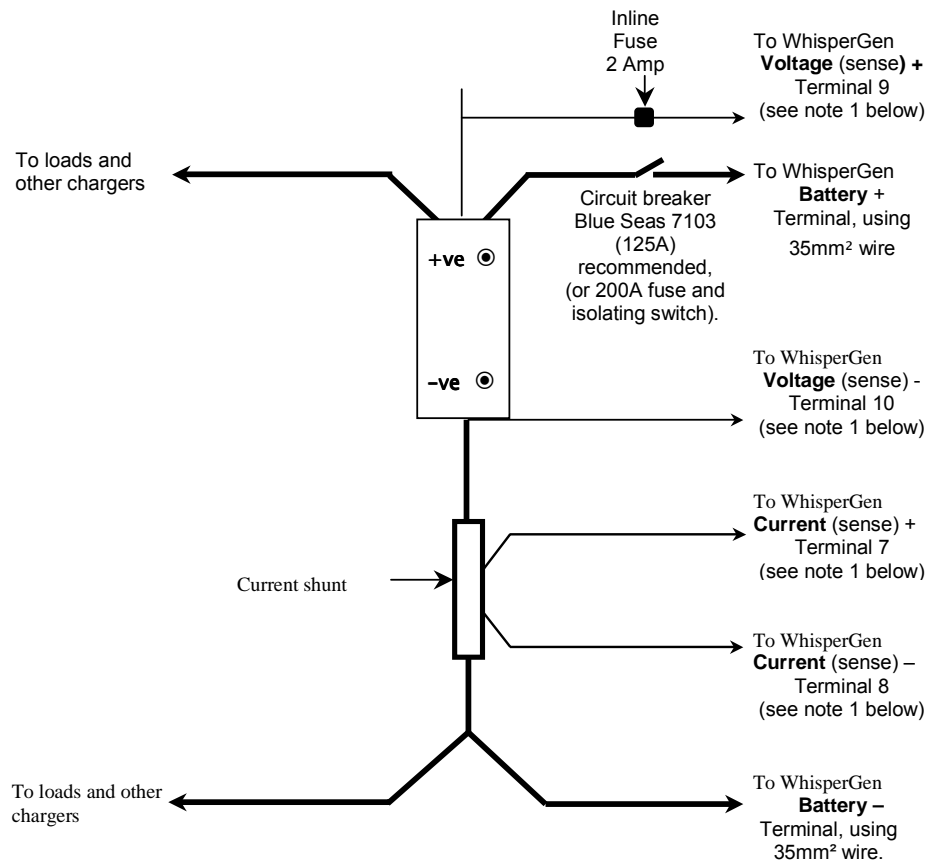 Inline
Fuse
2 Amp
To WhisperGen
Voltage (sense) +
Terminal 9
(see note 1 below)
To loads and
other chargers
To WhisperGen
Battery +
Terminal, using
35mm² wire
Circuit breaker
Blue Seas 7103
(125A)
recommended,
(or 200A fuse and
isolating switch).
+ve
–ve
To WhisperGen
Voltage (sense) -
Terminal 10
(see note 1 below)
To WhisperGen
Current (sense) +
Terminal 7
(see note 1 below)
Current shunt
To WhisperGen
Current (sense) –
Terminal 8
(see note 1 below)
To loads and other
chargers
To WhisperGen
Battery –
Terminal, using
35mm² wire.